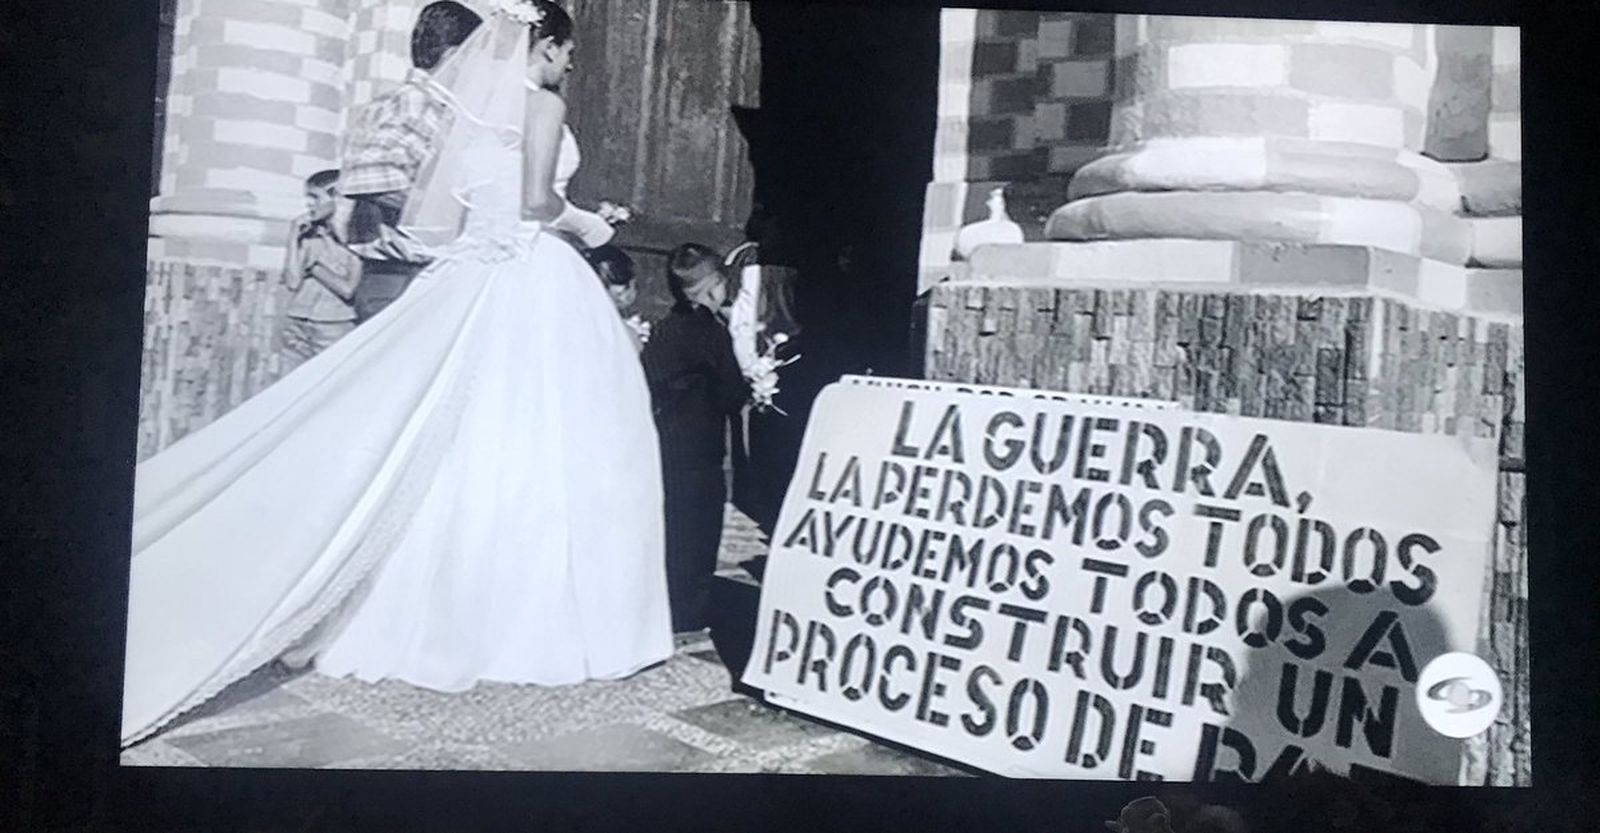 LA GUERRA,
LA PERDEMOS TODOS
AYUDEMOS TODOS A
CONSTRUIR UN
PROCESO DE